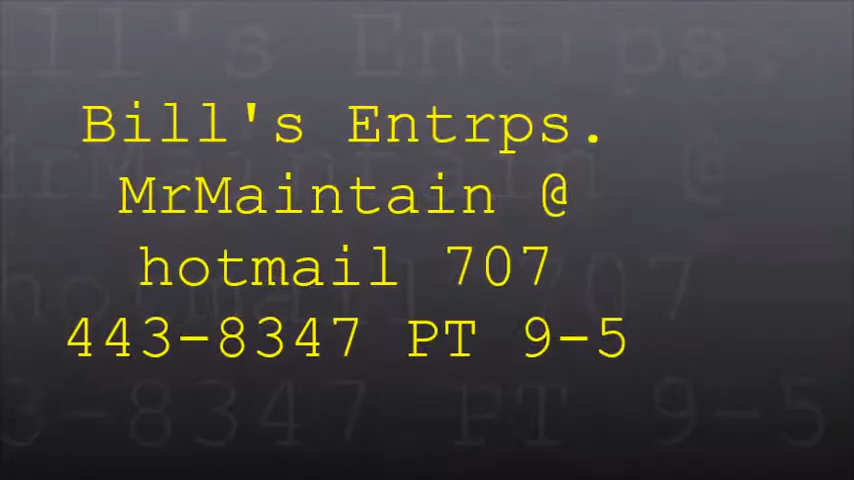 Bill's Entrps.
MrMaintain @
hotmail 707
443-8347 PT 9-5